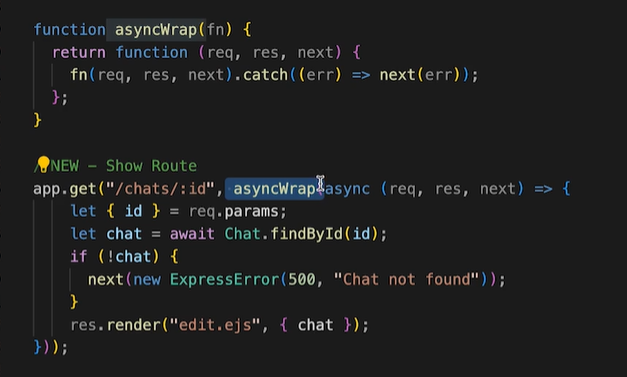 function asyncWrap(fn) {
return function (req, res, next) {
fn(req, res, next).catch((err) => next(err));
};
}
/NEW – Show Route
app.get("/chats/:id", asyncWrap(async (req, res, next) => {
let { id } = req.params;
let chat = await Chat.findById(id);
if (!chat) {
next(new ExpressError(500, "Chat not found"));
}
res.render("edit.ejs", { chat });
}));